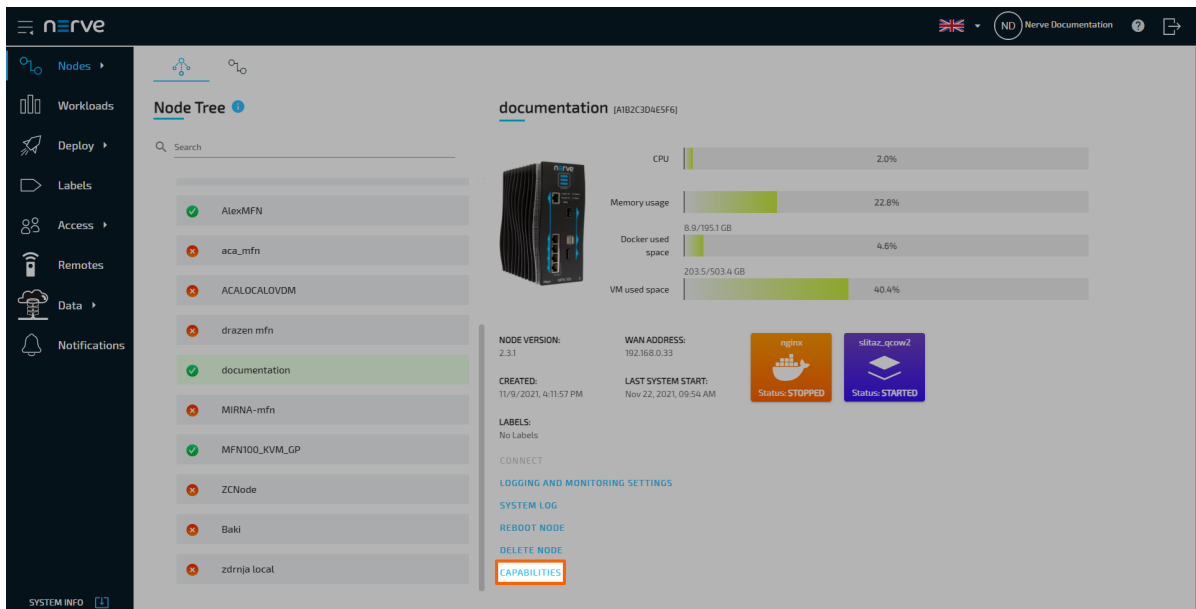 nerve
ND Nerve Documentation ?
Nodes
Workloads
Deploy
Labels
Access
Remotes
Data
Notifications
SYSTEM INFO
Node Tree i
Search
AlexMFN
aca_mfn
ACALOCALOVDM
drazen mfn
documentation
MIRNA-mfn
MFN100_KVM_GP
ZCNode
Baki
zdrnja local
documentation [A1B2C3D4E5F6]
nerve
CPU 2.0%
Memory usage 22.8%
8.9/195.1 GB
Docker used space 4.6%
203.5/503.4 GB
VM used space 40.4%
NODE VERSION:
2.3.1
WAN ADDRESS:
192.168.0.33
CREATED:
11/9/2021, 4:11:57 PM
LAST SYSTEM START:
Nov 22, 2021, 09:54 AM
LABELS:
No Labels
nginx
Status: STOPPED
slitaz_qcow2
Status: STARTED
CONNECT
LOGGING AND MONITORING SETTINGS
SYSTEM LOG
REBOOT NODE
DELETE NODE
CAPABILITIES